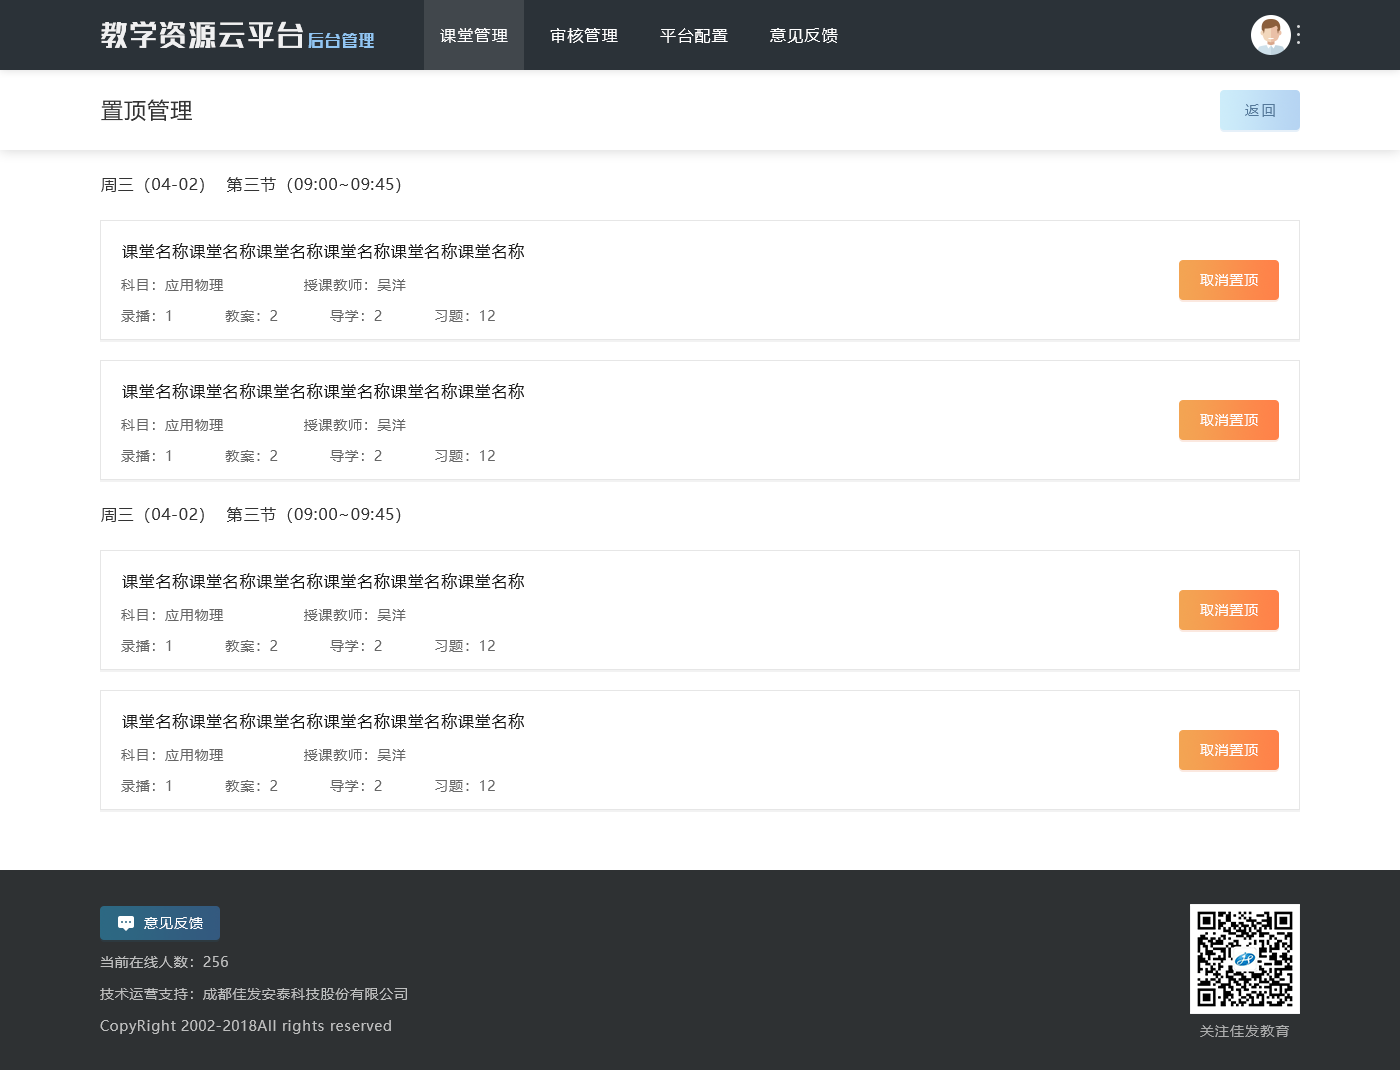 教学资源云平台 后台管理 课堂管理 审核管理 平台配置 意见反馈
置顶管理 返回
周三（04-02） 第三节（09:00~09:45）
课堂名称课堂名称课堂名称课堂名称课堂名称课堂名称
科目：应用物理 授课教师：吴洋
取消置顶
录播：1 教案：2 导学：2 习题：12
课堂名称课堂名称课堂名称课堂名称课堂名称课堂名称
科目：应用物理 授课教师：吴洋
取消置顶
录播：1 教案：2 导学：2 习题：12
周三（04-02） 第三节（09:00~09:45）
课堂名称课堂名称课堂名称课堂名称课堂名称课堂名称
科目：应用物理 授课教师：吴洋
取消置顶
录播：1 教案：2 导学：2 习题：12
课堂名称课堂名称课堂名称课堂名称课堂名称课堂名称
科目：应用物理 授课教师：吴洋
取消置顶
录播：1 教案：2 导学：2 习题：12
意见反馈
当前在线人数：256
技术运营支持：成都佳发安泰科技股份有限公司
CopyRight 2002-2018All rights reserved
关注佳发教育